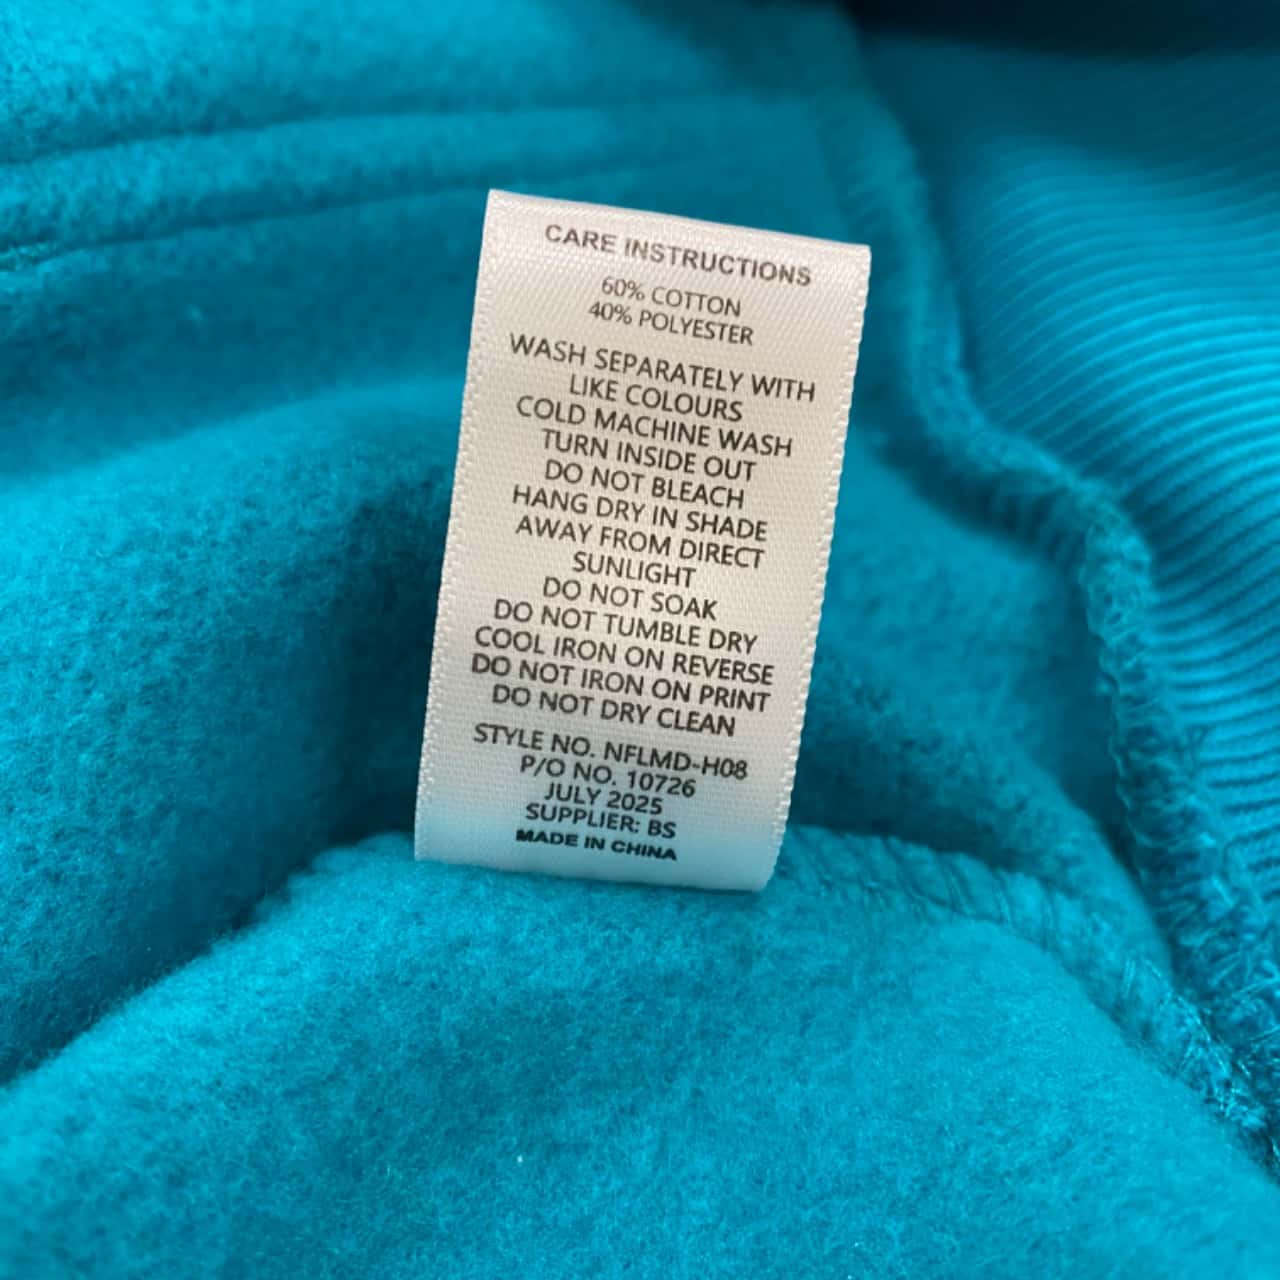 CARE INSTRUCTIONS
60% COTTON
40% POLYESTER
WASH SEPARATELY WITH
LIKE COLOURS
COLD MACHINE WASH
TURN INSIDE OUT
DO NOT BLEACH
HANG DRY IN SHADE
AWAY FROM DIRECT
SUNLIGHT
DO NOT SOAK
DO NOT TUMBLE DRY
COOL IRON ON REVERSE
DO NOT IRON ON PRINT
DO NOT DRY CLEAN
STYLE NO. NFLMD-H08
P/O NO. 10726
JULY 2025
SUPPLIER: BS
MADE IN CHINA